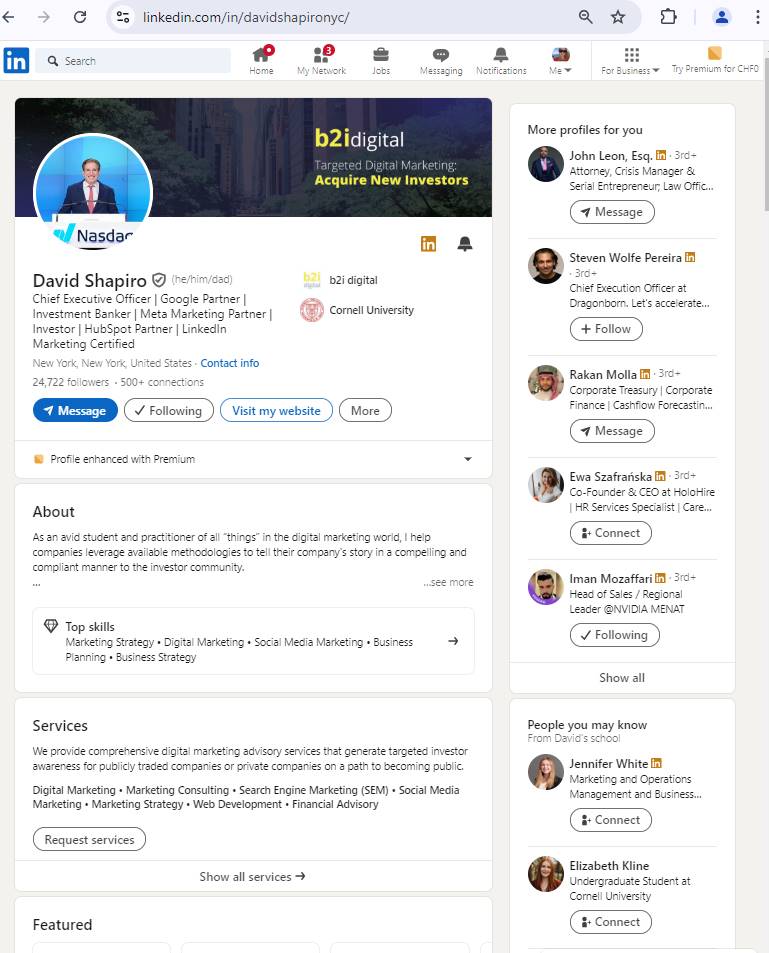 linkedin.com/in/davidshapironyc/
in
Search
Home
3
My Network
Jobs
Messaging
Notifications
Me
For Business
Try Premium for CHF0
b2i digital
Targeted Digital Marketing:
Acquire New Investors
Nasdaq
in
David Shapiro (he/him/dad)
Chief Executive Officer | Google Partner |
Investment Banker | Meta Marketing Partner |
Investor | HubSpot Partner | LinkedIn
Marketing Certified
New York, New York, United States · Contact info
24,722 followers · 500+ connections
b2i digital
b2i digital
Cornell University
Message
Following
Visit my website
More
Profile enhanced with Premium
About
As an avid student and practitioner of all “things” in the digital marketing world, I help
companies leverage available methodologies to tell their company’s story in a compelling and
compliant manner to the investor community.
...
...see more
Top skills
Marketing Strategy • Digital Marketing • Social Media Marketing • Business
Planning • Business Strategy
Services
We provide comprehensive digital marketing advisory services that generate targeted investor
awareness for publicly traded companies or private companies on a path to becoming public.
Digital Marketing • Marketing Consulting • Search Engine Marketing (SEM) • Social Media
Marketing • Marketing Strategy • Web Development • Financial Advisory
Request services
Show all services
Featured
More profiles for you
John Leon, Esq. in · 3rd+
Attorney, Crisis Manager &
Serial Entrepreneur; Law Offic...
Message
Steven Wolfe Pereira in
· 3rd+
Chief Execution Officer at
Dragonborn. Let's accelerate...
Follow
Rakan Molla in · 3rd+
Corporate Treasury | Corporate
Finance | Cashflow Forecastin...
Message
Ewa Szafrańska in · 3rd+
Co-Founder & CEO at HoloHire
| HR Services Specialist | Care...
Connect
Iman Mozaffari in · 3rd+
Head of Sales / Regional
Leader @NVIDIA MENAT
Following
Show all
People you may know
From David's school
Jennifer White in
Marketing and Operations
Management and Business...
Connect
Elizabeth Kline
Undergraduate Student at
Cornell University
Connect